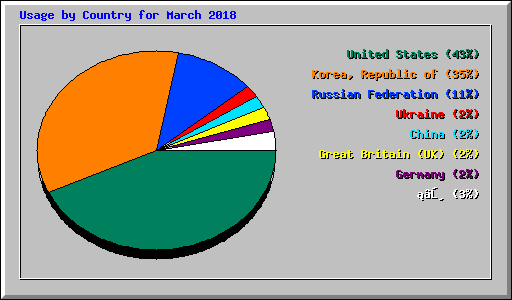 Usage by Country for March 2018
United States (43%)
Korea, Republic of (35%)
Russian Federation (11%)
Ukraine (2%)
China (2%)
Great Britain (UK) (2%)
Germany (2%)
(3%)